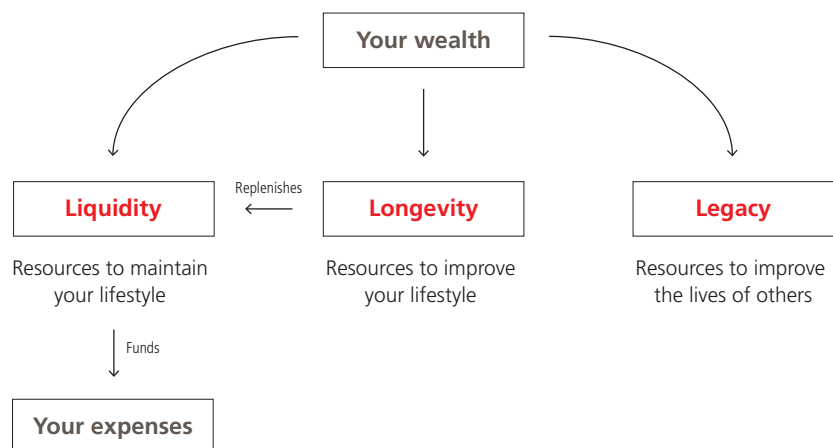 Your wealth
Liquidity
Replenishes
Longevity
Legacy
Resources to maintain
your lifestyle
Resources to improve
your lifestyle
Resources to improve
the lives of others
Funds
Your expenses